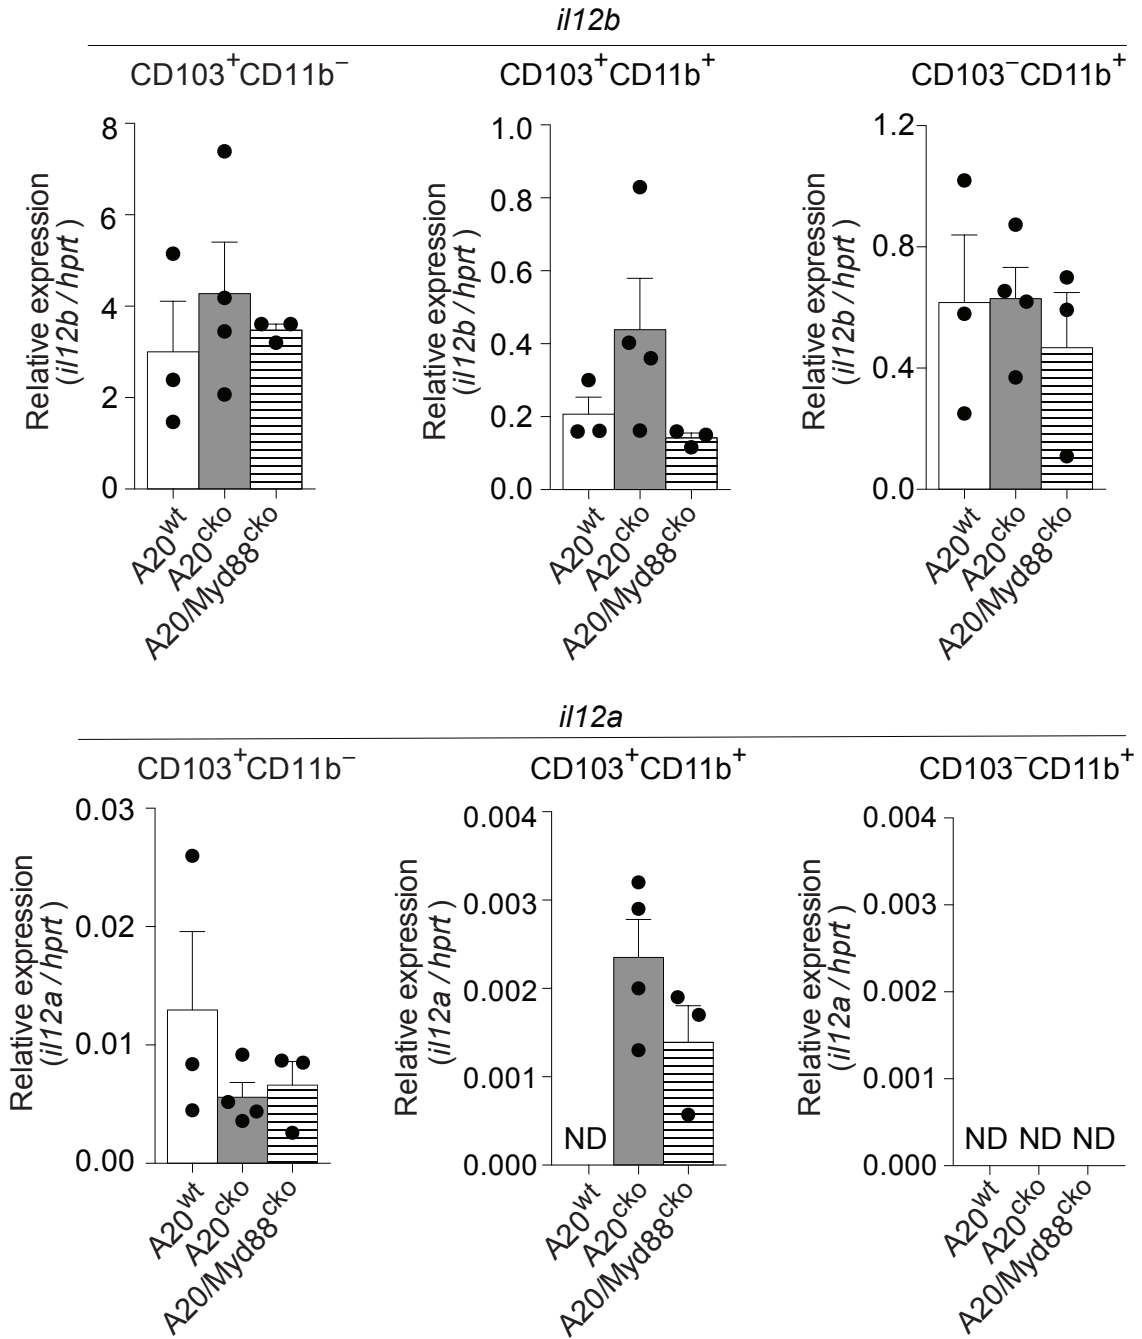 il12b
CD103⁺CD11b⁻
CD103⁺CD11b⁺
CD103⁻CD11b⁺
Relative expression
(il12b / hprt )
8
6
4
2
0
A20ʷᵗ
A20ᶜᵏᵒ
A20/Myd88ᶜᵏᵒ
Relative expression
(il12b / hprt )
1.0
0.8
0.6
0.4
0.2
0.0
A20ʷᵗ
A20ᶜᵏᵒ
A20/Myd88ᶜᵏᵒ
Relative expression
(il12b / hprt )
1.2
0.8
0.4
0.0
A20ʷᵗ
A20ᶜᵏᵒ
A20/Myd88ᶜᵏᵒ
il12a
CD103⁺CD11b⁻
CD103⁺CD11b⁺
CD103⁻CD11b⁺
Relative expression
(il12a / hprt )
0.03
0.02
0.01
0.00
A20ʷᵗ
A20ᶜᵏᵒ
A20/Myd88ᶜᵏᵒ
Relative expression
(il12a / hprt )
0.004
0.003
0.002
0.001
0.000
ND
A20ʷᵗ
A20ᶜᵏᵒ
A20/Myd88ᶜᵏᵒ
Relative expression
(il12a / hprt )
0.004
0.003
0.002
0.001
0.000
ND ND ND
A20ʷᵗ
A20ᶜᵏᵒ
A20/Myd88ᶜᵏᵒ